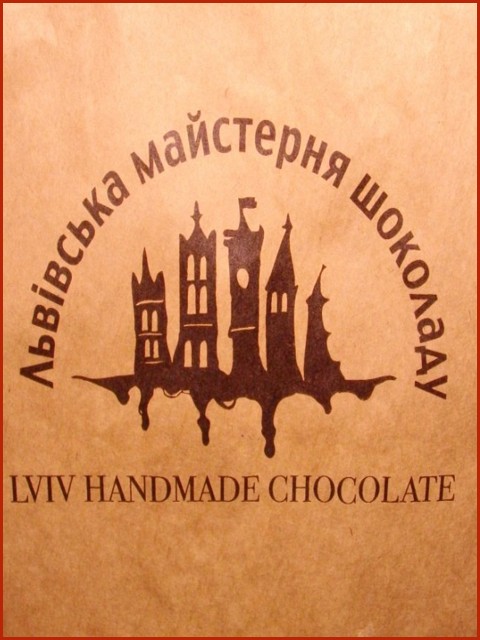 Львівська майстерня шоколаду
LVIV HANDMADE CHOCOLATE